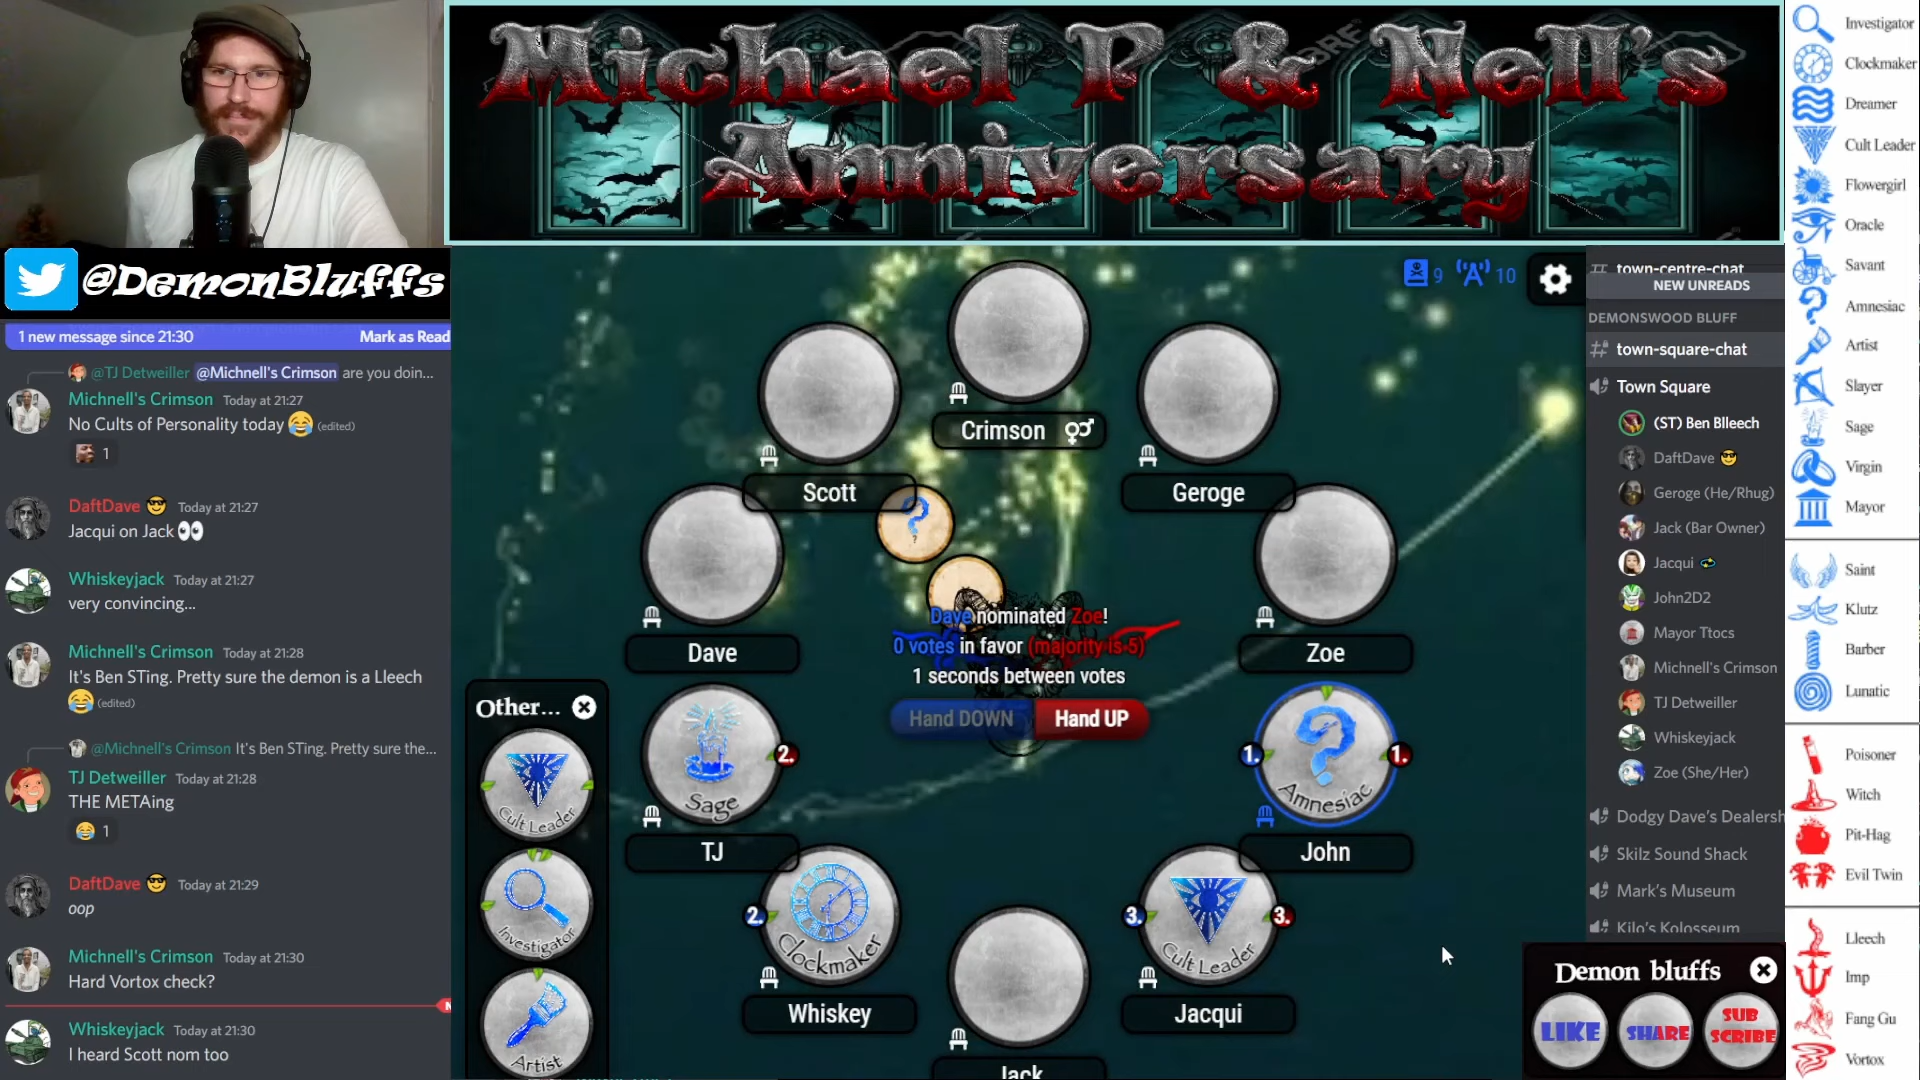 Michael P & Nell's
Anniversary
@DemonBluffs
1 new message since 21:30
Mark as Read
@TJ Detweiller @Michnell's Crimson are you doin...
Michnell's Crimson Today at 21:27
No Cults of Personality today 😂 (edited)
1
DaftDave 😎 Today at 21:27
Jacqui on Jack 👀
Whiskeyjack Today at 21:27
very convincing...
Michnell's Crimson Today at 21:28
It's Ben STing. Pretty sure the demon is a Lleech
😂 (edited)
@Michnell's Crimson It's Ben STing. Pretty sure the...
TJ Detweiller Today at 21:28
THE METAing
😂 1
DaftDave 😎 Today at 21:29
oop
Michnell's Crimson Today at 21:30
Hard Vortox check?
N
Whiskeyjack Today at 21:30
I heard Scott nom too
9 10
Crimson
Scott
Geroge
Dave
Zoe
Dave nominated Zoe!
0 votes in favor (majority is 5)
1 seconds between votes
Hand DOWN
Hand UP
Sage
2.
TJ
1.
Amnesiac
1.
John
2.
Clockmaker
Whiskey
3.
Cult Leader
3.
Jacqui
Jack
Other...
Cult Leader
Investigator
Artist
town-centre-chat
NEW UNREADS
DEMONSWOOD BLUFF
town-square-chat
Town Square
(ST) Ben Blleech
DaftDave 😎
Geroge (He/Rhug)
Jack (Bar Owner)
Jacqui
John2D2
Mayor Ttocs
Michnell's Crimson
TJ Detweiller
Whiskeyjack
Zoe (She/Her)
Dodgy Dave's Dealersh
Skilz Sound Shack
Mark's Museum
Kilo's Kolosseum
Demon bluffs
LIKE
SHARE
SUB
SCRIBE
Investigator
Clockmaker
Dreamer
Cult Leader
Flowergirl
Oracle
Savant
Amnesiac
Artist
Slayer
Sage
Virgin
Mayor
Saint
Klutz
Barber
Lunatic
Poisoner
Witch
Pit-Hag
Evil Twin
Lleech
Imp
Fang Gu
Vortox